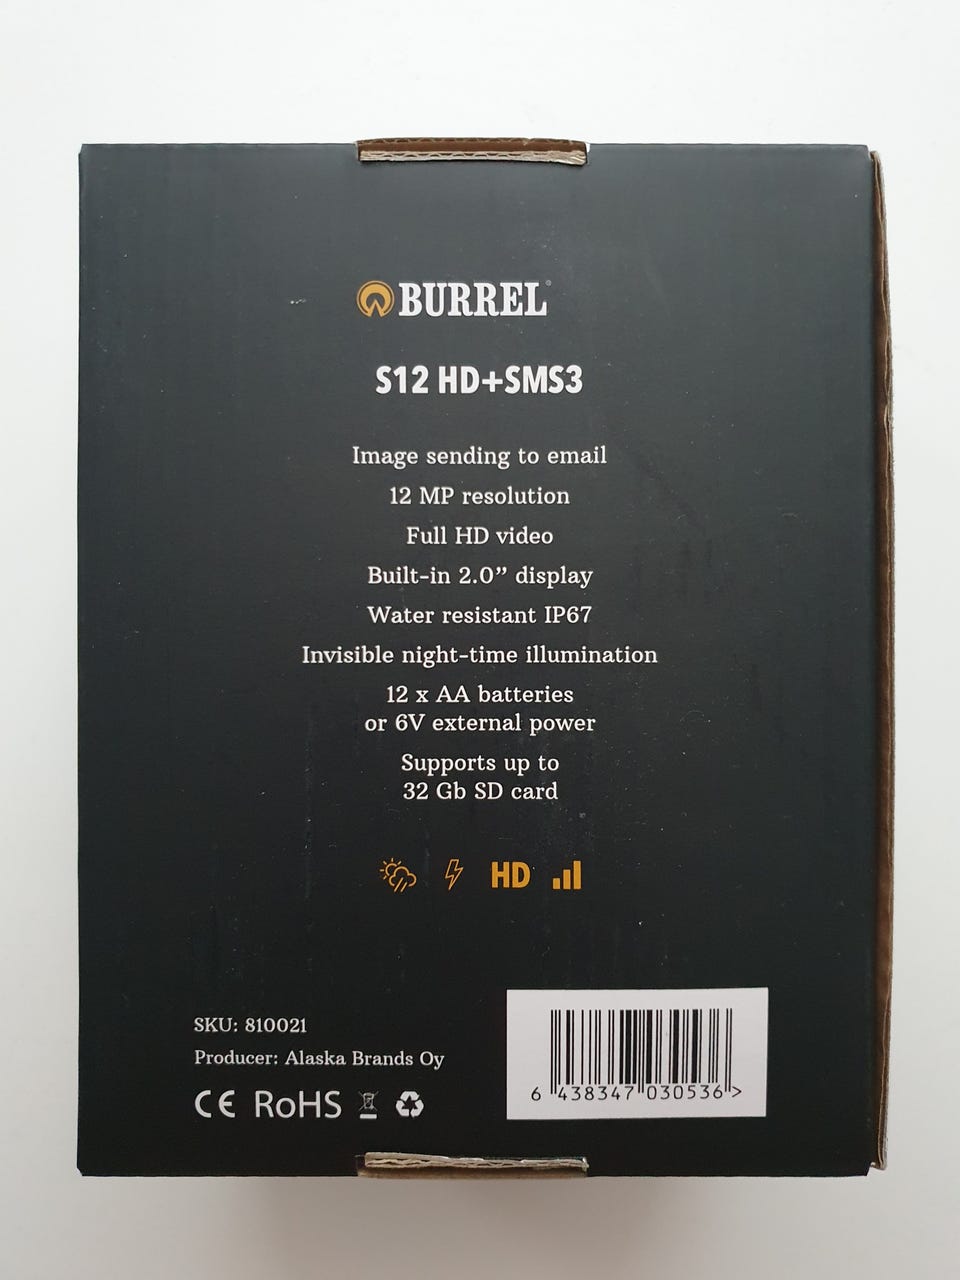 BURREL
S12 HD+SMS3
Image sending to email
12 MP resolution
Full HD video
Built-in 2.0” display
Water resistant IP67
Invisible night-time illumination
12 x AA batteries
or 6V external power
Supports up to
32 Gb SD card
HD
SKU: 810021
Producer: Alaska Brands Oy
CE RoHS
6 438347 030536 >